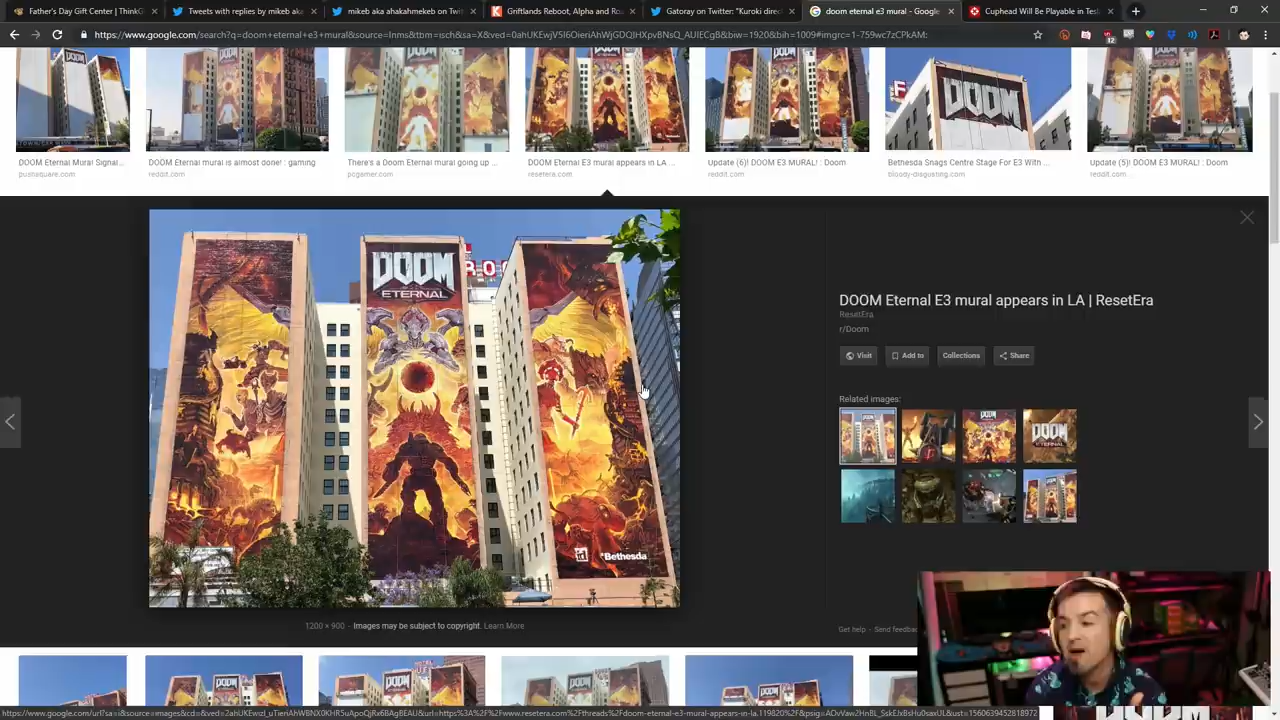 Father's Day Gift Center | ThinkG
Tweets with replies by mikeb ak
mikeb aka ahakahmekeb on Twit
Griftlands Reboot, Alpha and Ro
Gatoray on Twitter: "Kuroki direct
doom eternal e3 mural - Google
Cuphead Will Be Playable in Tesl
DOOM Eternal Mural Signal...
pushsquare.com
DOOM Eternal mural is almost done! : gaming
reddit.com
There's a Doom Eternal mural going up ...
pcgamer.com
DOOM Eternal E3 mural appears in LA ...
resetera.com
Update (6)! DOOM E3 MURAL! : Doom
reddit.com
Bethesda Snags Centre Stage For E3 With ...
bloody-disgusting.com
Update (5)! DOOM E3 MURAL! : Doom
reddit.com
DOOM
ETERNAL
id Bethesda
DOOM Eternal E3 mural appears in LA | ResetEra
ResetEra
r/Doom
Visit
Add to
Collections
Share
Related images:
1200 × 900 - Images may be subject to copyright. Learn More
Get help - Send feedbac